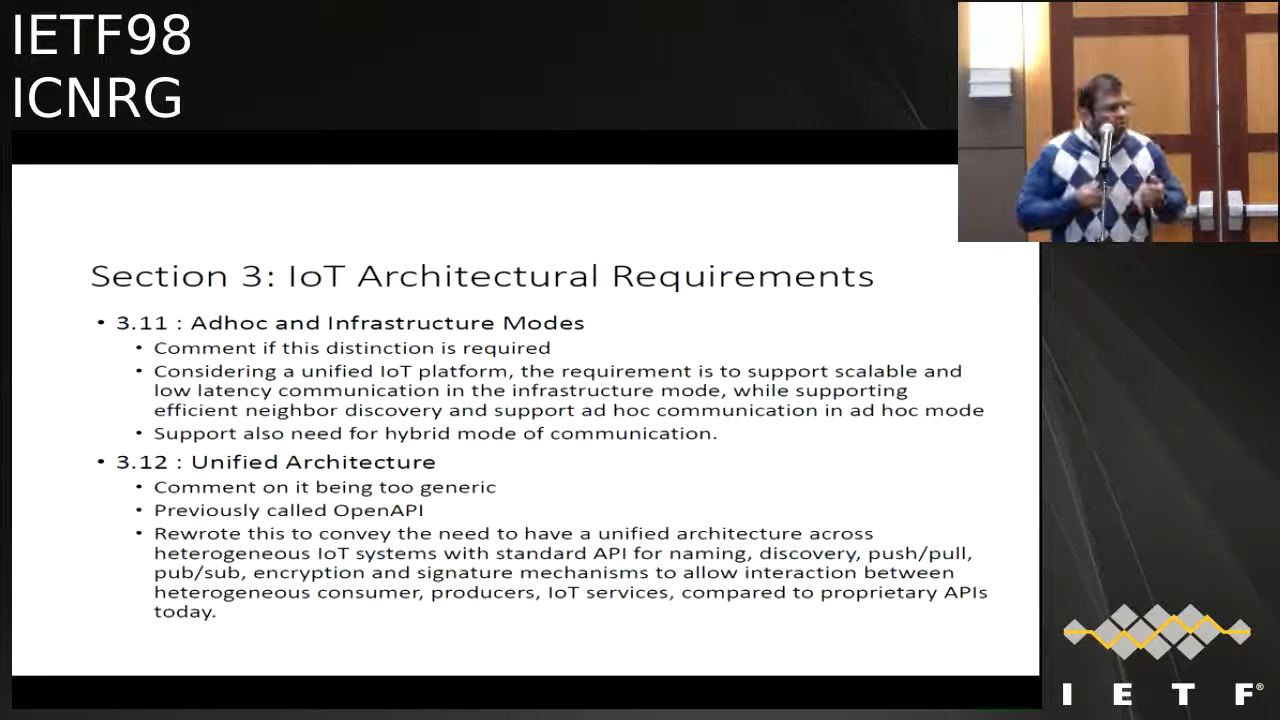 IETF98
ICNRG
Section 3: IoT Architectural Requirements
• 3.11 : Adhoc and Infrastructure Modes
• Comment if this distinction is required
• Considering a unified IoT platform, the requirement is to support scalable and
low latency communication in the infrastructure mode, while supporting
efficient neighbor discovery and support ad hoc communication in ad hoc mode
• Support also need for hybrid mode of communication.
• 3.12 : Unified Architecture
• Comment on it being too generic
• Previously called OpenAPI
• Rewrote this to convey the need to have a unified architecture across
heterogeneous IoT systems with standard API for naming, discovery, push/pull,
pub/sub, encryption and signature mechanisms to allow interaction between
heterogeneous consumer, producers, IoT services, compared to proprietary APIs
today.
I E T F®